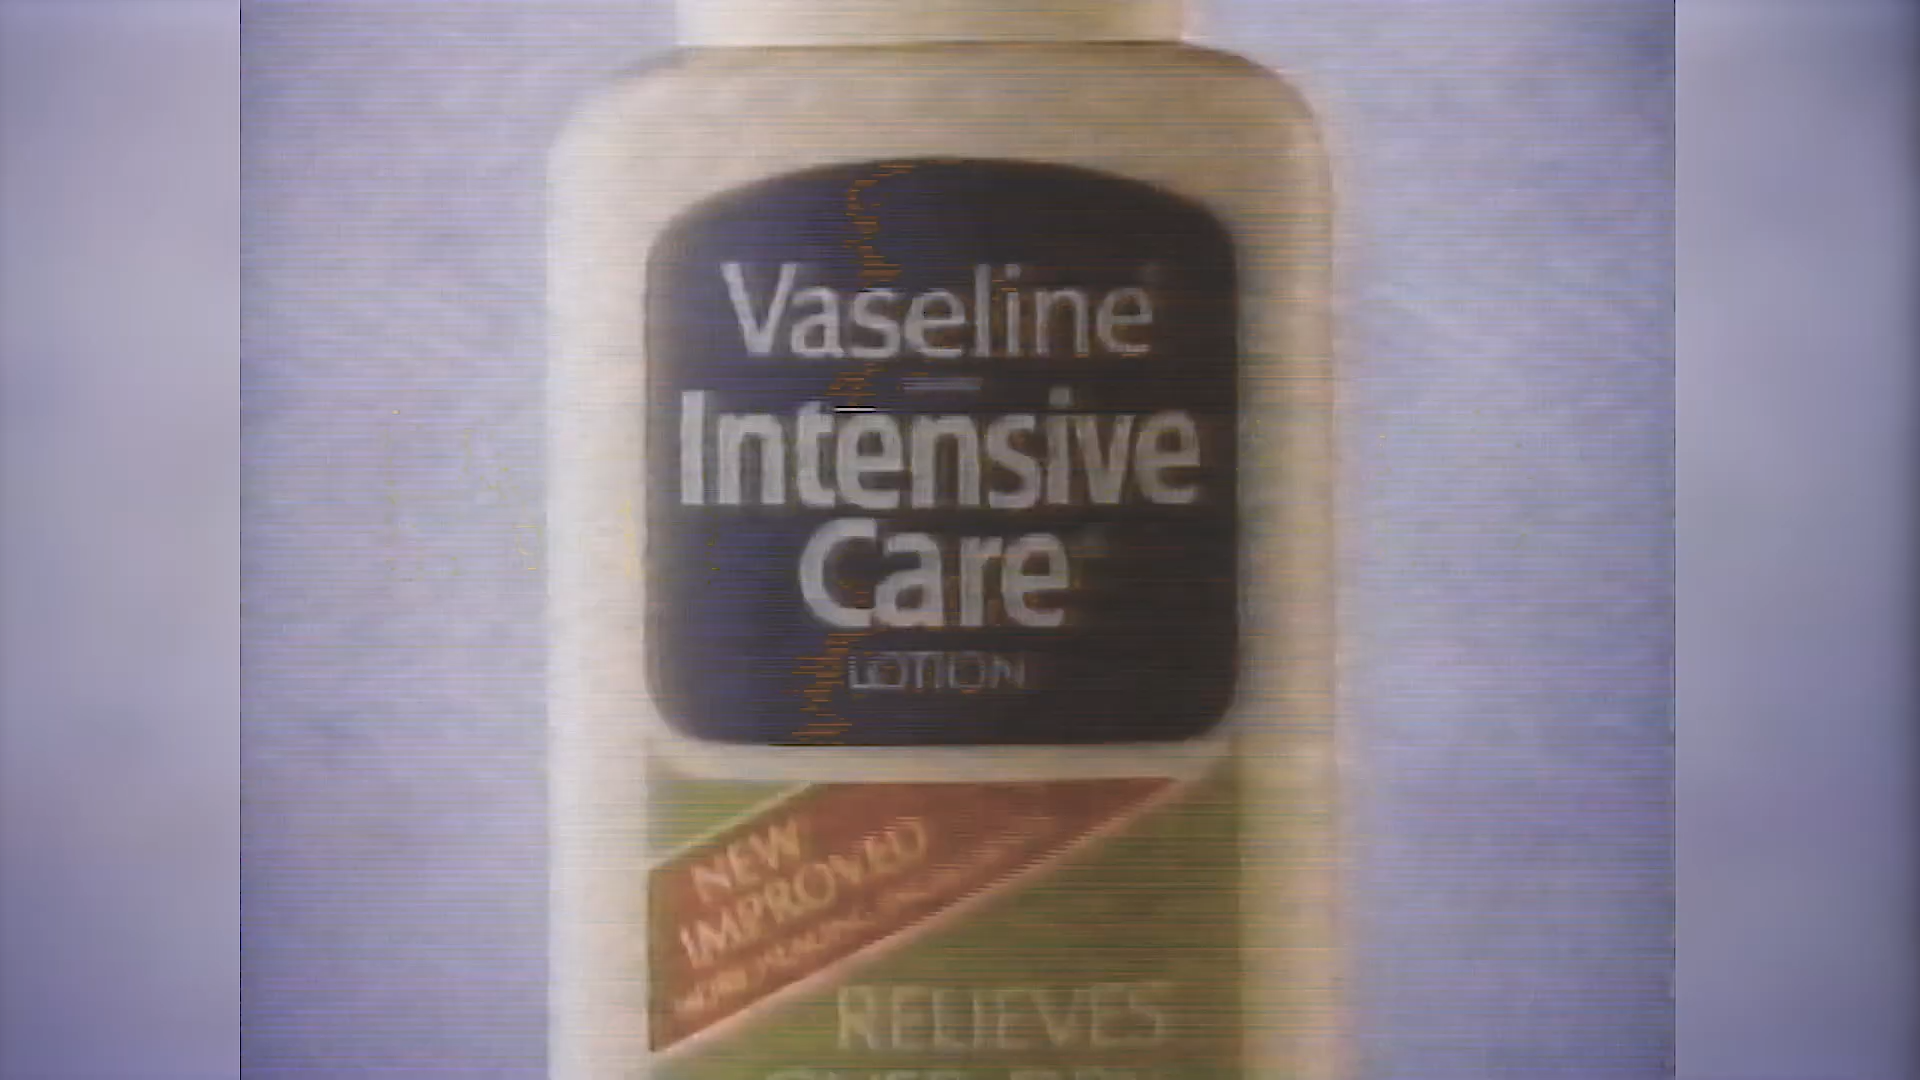 Vaseline
Intensive
Care
LOTION
NEW
IMPROVED
RELIEVES